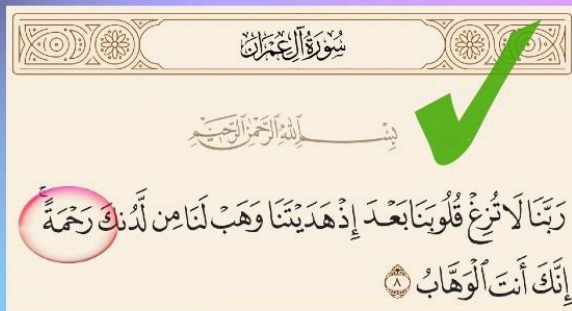 سُورَةُ آلِ عِمْرَان
بِسْمِ ٱللَّهِ ٱلرَّحْمَٰنِ ٱلرَّحِيمِ
رَبَّنَا لَا تُزِغْ قُلُوبَنَا بَعْدَ إِذْ هَدَيْتَنَا وَهَبْ لَنَا مِن لَّدُنكَ رَحْمَةً ۚ
إِنَّكَ أَنتَ ٱلْوَهَّابُ ٨